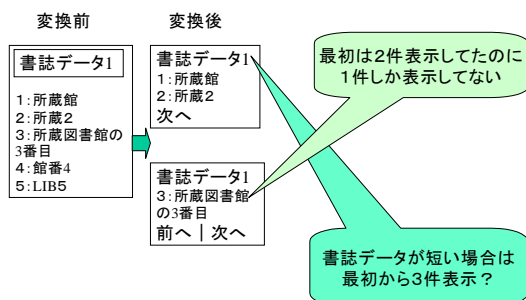 変換前
書誌データ1
1:所蔵館
2:所蔵2
3:所蔵図書館の
3番目
4:館番4
5:LIB5
変換後
書誌データ1
1:所蔵館
2:所蔵2
次へ
書誌データ1
3:所蔵図書館
の3番目
前へ | 次へ
最初は2件表示してたのに
1件しか表示してない
書誌データが短い場合は
最初から3件表示？